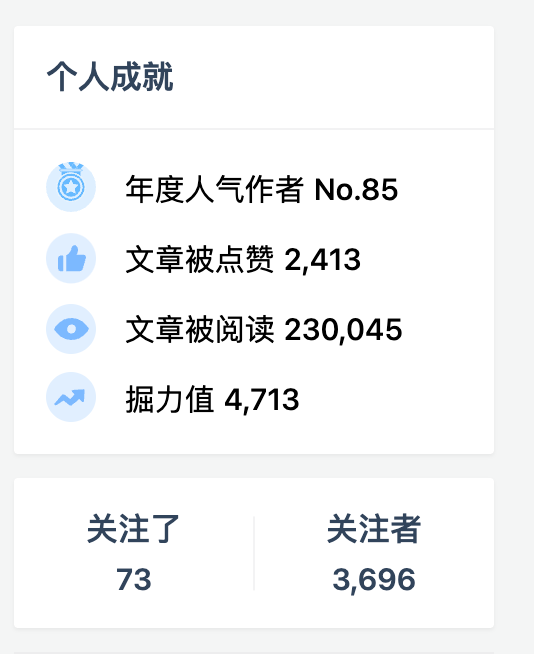 个人成就
年度人气作者 No.85
文章被点赞 2,413
文章被阅读 230,045
掘力值 4,713
关注了 关注者
73 3,696